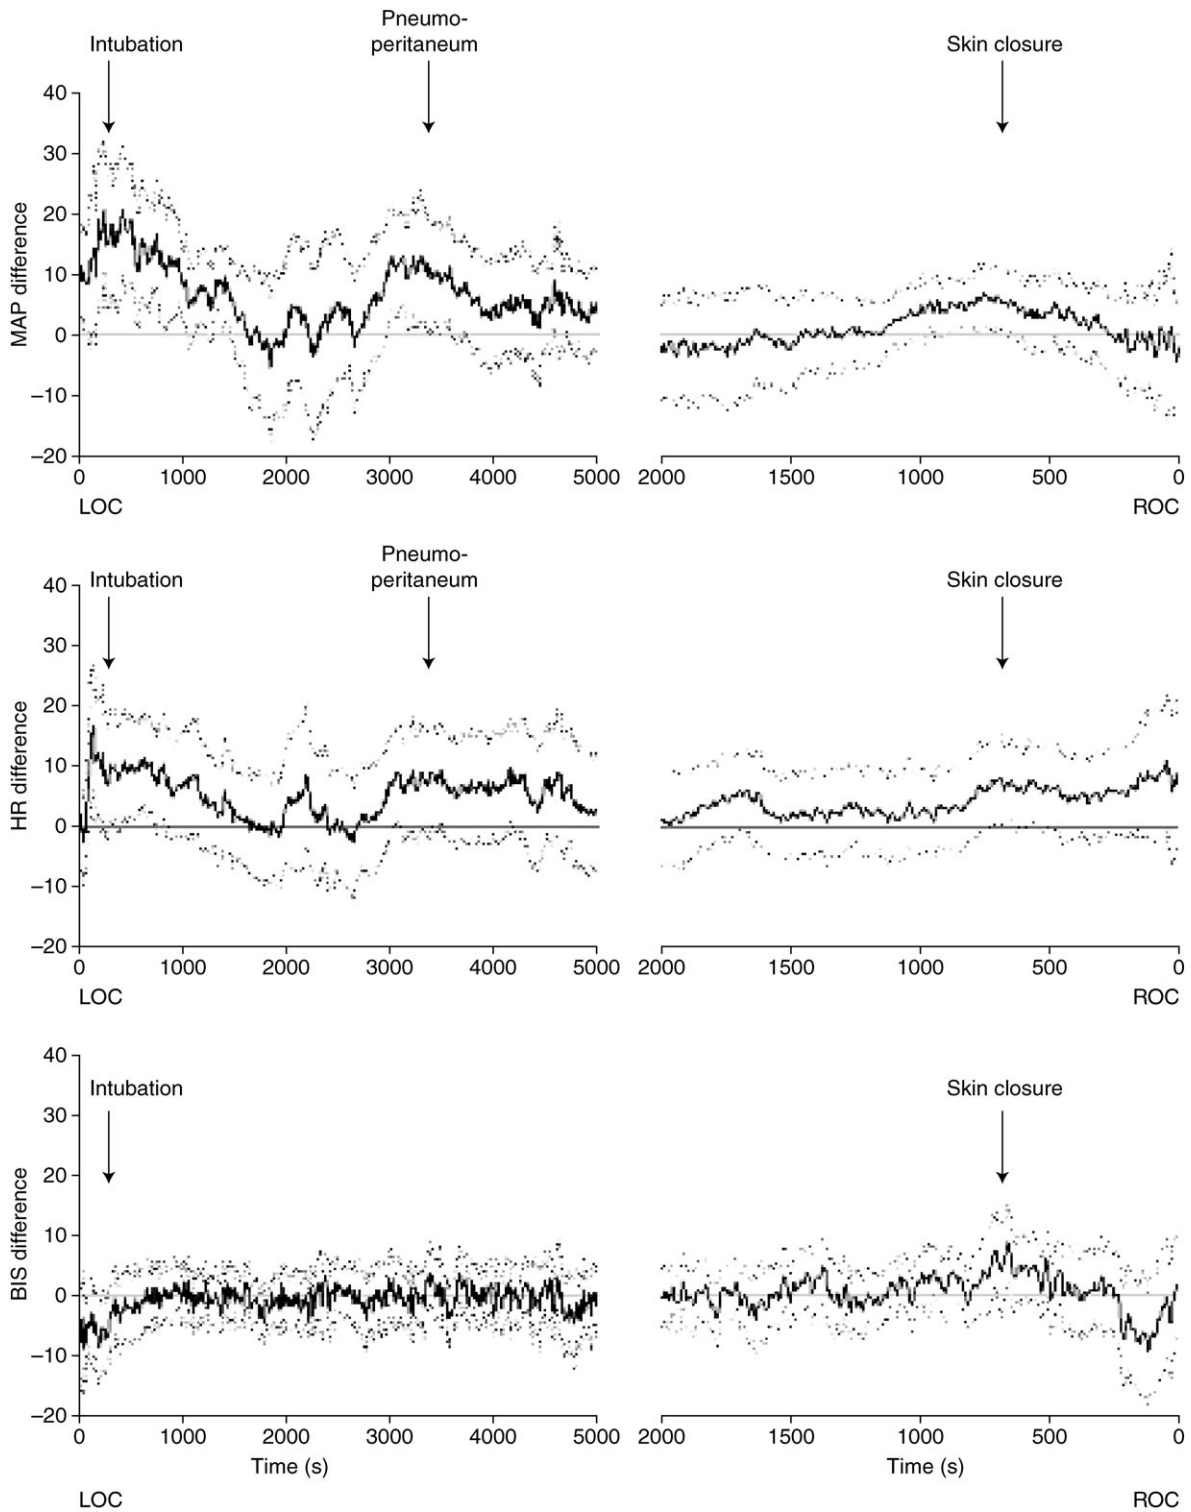 Pneumo-
Intubation peritaneum Skin closure
MAP difference
40
30
20
10
0
–10
–20
0 1000 2000 3000 4000 5000 2000 1500 1000 500 0
LOC ROC
Pneumo-
Intubation peritaneum Skin closure
HR difference
40
30
20
10
0
–10
–20
0 1000 2000 3000 4000 5000 2000 1500 1000 500 0
LOC ROC
Intubation Skin closure
BIS difference
40
30
20
10
0
–10
–20
0 1000 2000 3000 4000 5000 2000 1500 1000 500 0
Time (s) Time (s)
LOC ROC